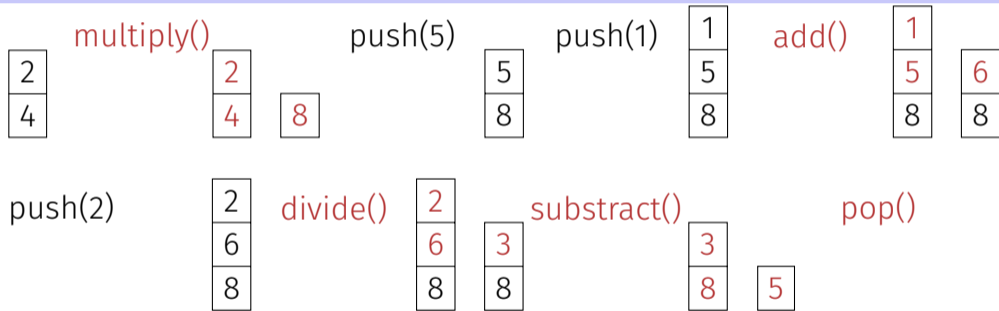 multiply() push(5) push(1) 1 add() 1
2 2 5 5 5 6
4 4 8 8 8 8 8
push(2) 2 divide() 2 substract() pop()
6 6 3 3
8 8 8 8 5